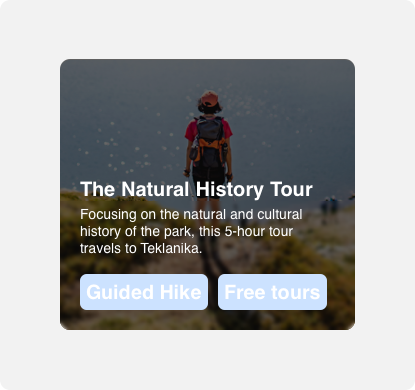 The Natural History Tour
Focusing on the natural and cultural
history of the park, this 5-hour tour
travels to Teklanika.
Guided Hike
Free tours